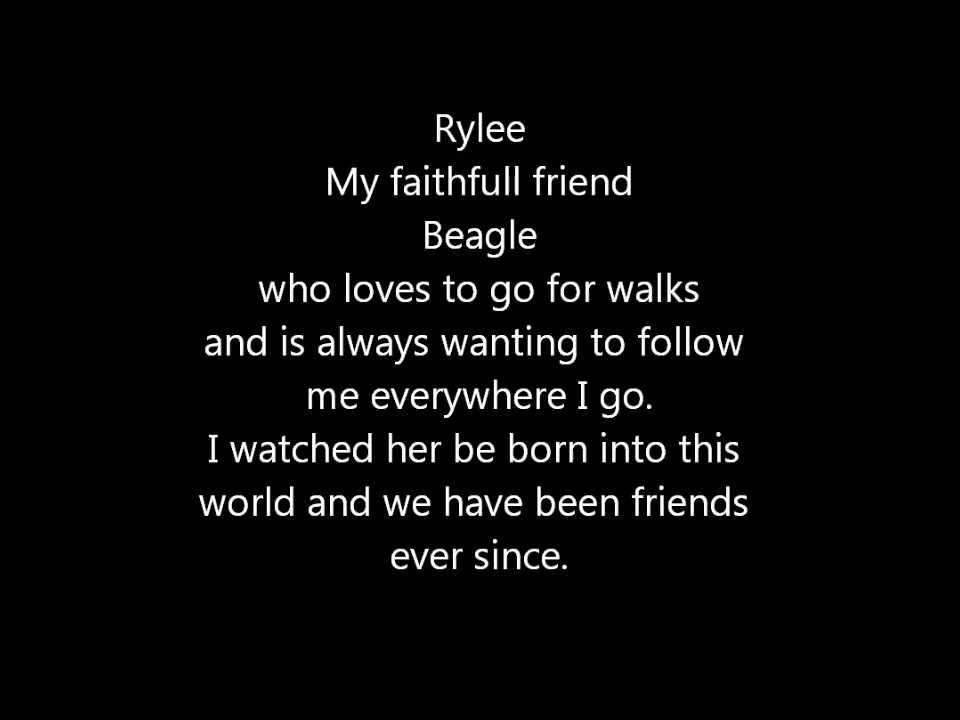 Rylee
My faithfull friend
Beagle
who loves to go for walks
and is always wanting to follow
me everywhere I go.
I watched her be born into this
world and we have been friends
ever since.